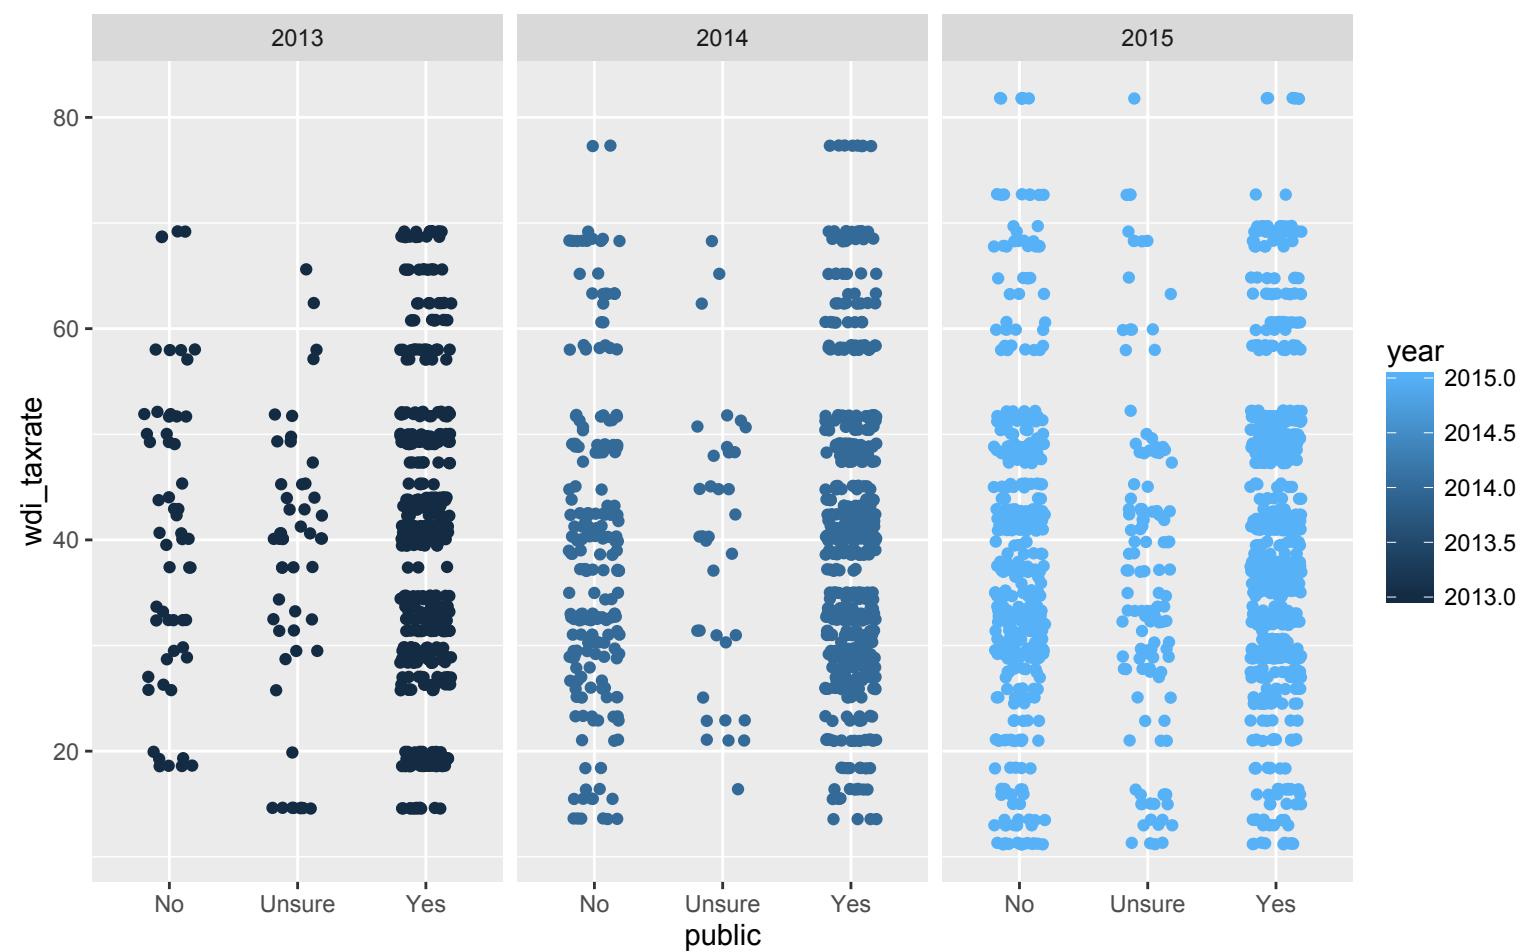 2013 2014 2015
wdi_taxrate
80
60
40
20
No Unsure Yes No Unsure Yes No Unsure Yes
public
year
2015.0
2014.5
2014.0
2013.5
2013.0